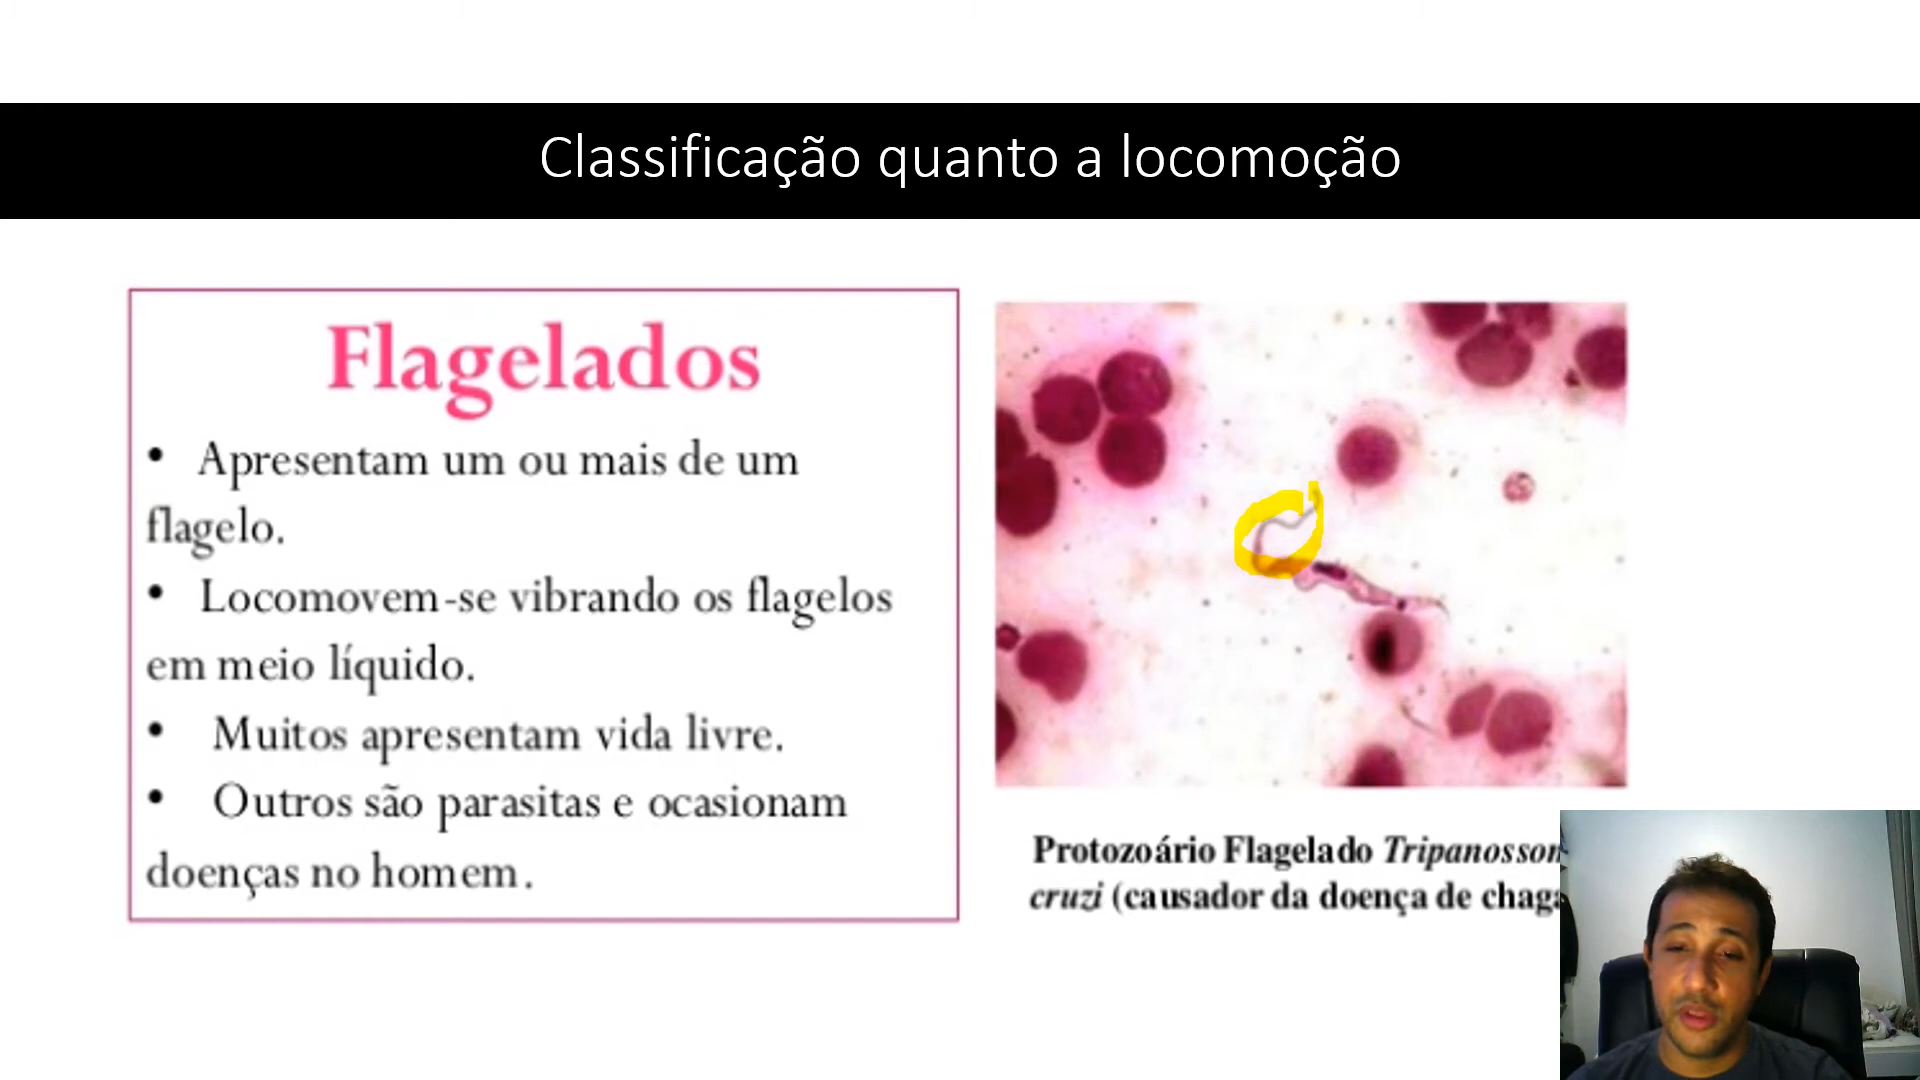 Classificação quanto a locomoção
Flagelados
• Apresentam um ou mais de um
flagelo.
• Locomovem-se vibrando os flagelos
em meio líquido.
• Muitos apresentam vida livre.
• Outros são parasitas e ocasionam
doenças no homem.
Protozoário Flagelado
cruzi (causador da doença de